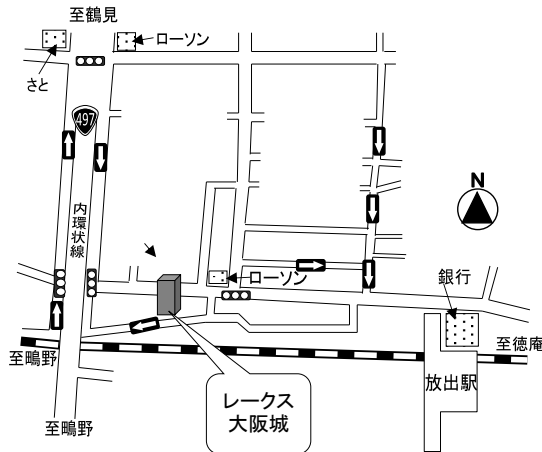 至鶴見
ローソン
さと
497
内環状線
N
ローソン
銀行
至鴫野
至徳庵
放出駅
レークス
大阪城
至鴫野